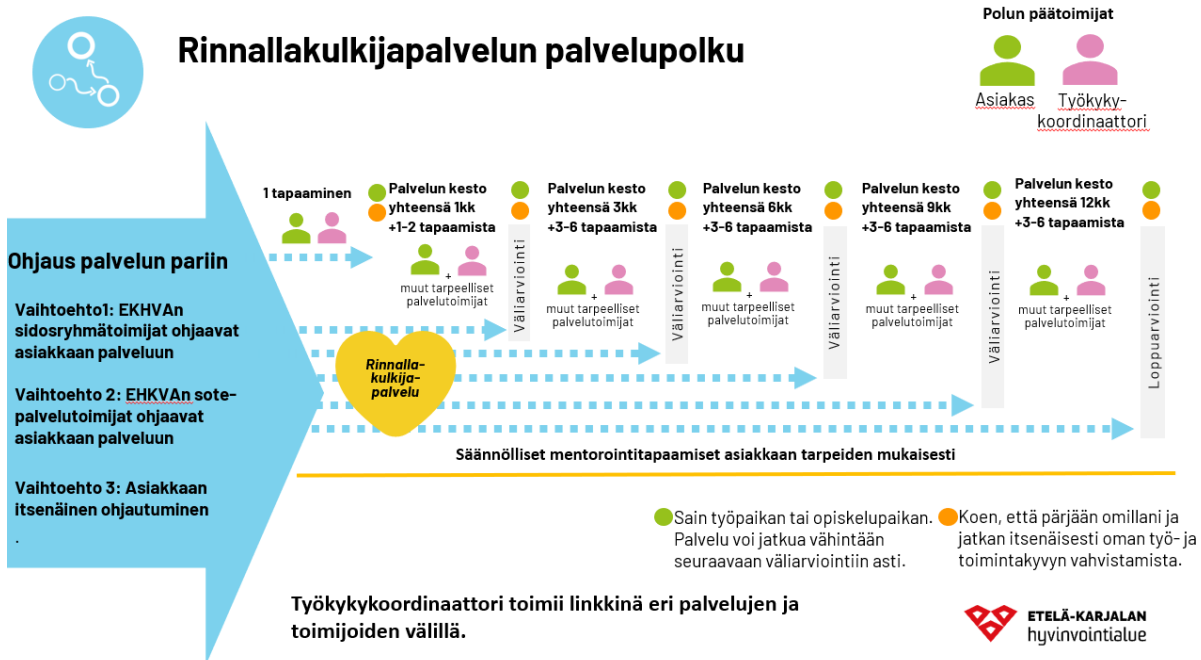 Rinnallakulkijapalvelun palvelupolku
Polun päätoimijat
Asiakas
Työkyky-
koordinaattori
Ohjaus palvelun pariin
Vaihtoehto1: EKHVAn
sidosryhmätoimijat ohjaavat
asiakkaan palveluun
Vaihtoehto 2: EHKVAn sote-
palvelutoimijat ohjaavat
asiakkaan palveluun
Vaihtoehto 3: Asiakkaan
itsenäinen ohjautuminen
.
1 tapaaminen
Palvelun kesto
yhteensä 1kk
+1-2 tapaamista
+
muut tarpeelliset
palvelutoimijat
Väliarviointi
Palvelun kesto
yhteensä 3kk
+3-6 tapaamista
+
muut tarpeelliset
palvelutoimijat
Väliarviointi
Palvelun kesto
yhteensä 6kk
+3-6 tapaamista
+
muut tarpeelliset
palvelutoimijat
Väliarviointi
Palvelun kesto
yhteensä 9kk
+3-6 tapaamista
+
muut tarpeelliset
palvelutoimijat
Väliarviointi
Palvelun kesto
yhteensä 12kk
+3-6 tapaamista
+
muut tarpeelliset
palvelutoimijat
Loppuarviointi
Rinnalla-
kulkija-
palvelu
Säännölliset mentorointitapaamiset asiakkaan tarpeiden mukaisesti
Sain työpaikan tai opiskelupaikan.
Palvelu voi jatkua vähintään
seuraavaan väliarviointiin asti.
Koen, että pärjään omillani ja
jatkan itsenäisesti oman työ- ja
toimintakyvyn vahvistamista.
Työkykykoordinaattori toimii linkkinä eri palvelujen ja
toimijoiden välillä.
ETELÄ-KARJALAN
hyvinvointialue